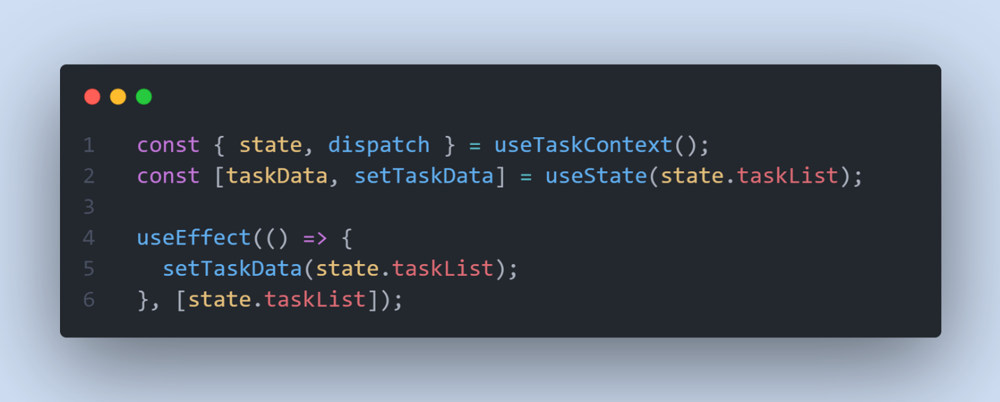 1 const { state, dispatch } = useTaskContext();
2 const [taskData, setTaskData] = useState(state.taskList);
3
4 useEffect(() => {
5   setTaskData(state.taskList);
6 }, [state.taskList]);